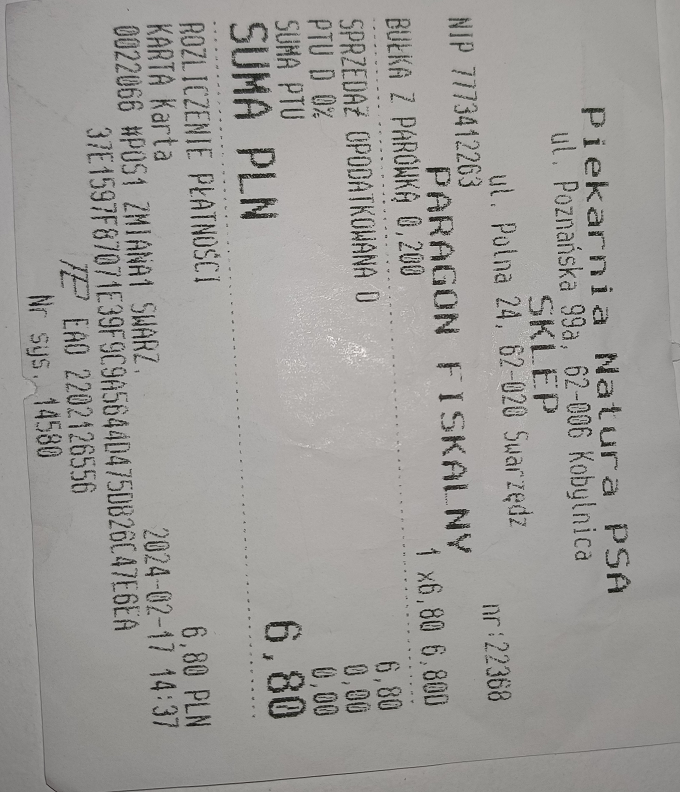 Piekarnia Natura PSA
ul. Poznańska 99a, 62-006 Kobylnica
SKLEP
ul. Polna 24, 62-020 Swarzędz
NIP 7773412263 nr:22368
PARAGON FISKALNY
BUŁKA Z PARÓWKĄ 0,200 1 x6,80 6,80D
SPRZEDAŻ OPODATKOWANA D 6,80
PTU D 0% 0,00
SUMA PTU 0,00
SUMA PLN 6,80
ROZLICZENIE PŁATNOŚCI
KARTA Karta 6,80 PLN
0022066 #POS1 ZMIANA1 SWARZ. 2024-02-17 14:37
37E1597F87071E39F9C9A5644D475D826C47E6EA
EAO 2202126556
Nr sys. 14580